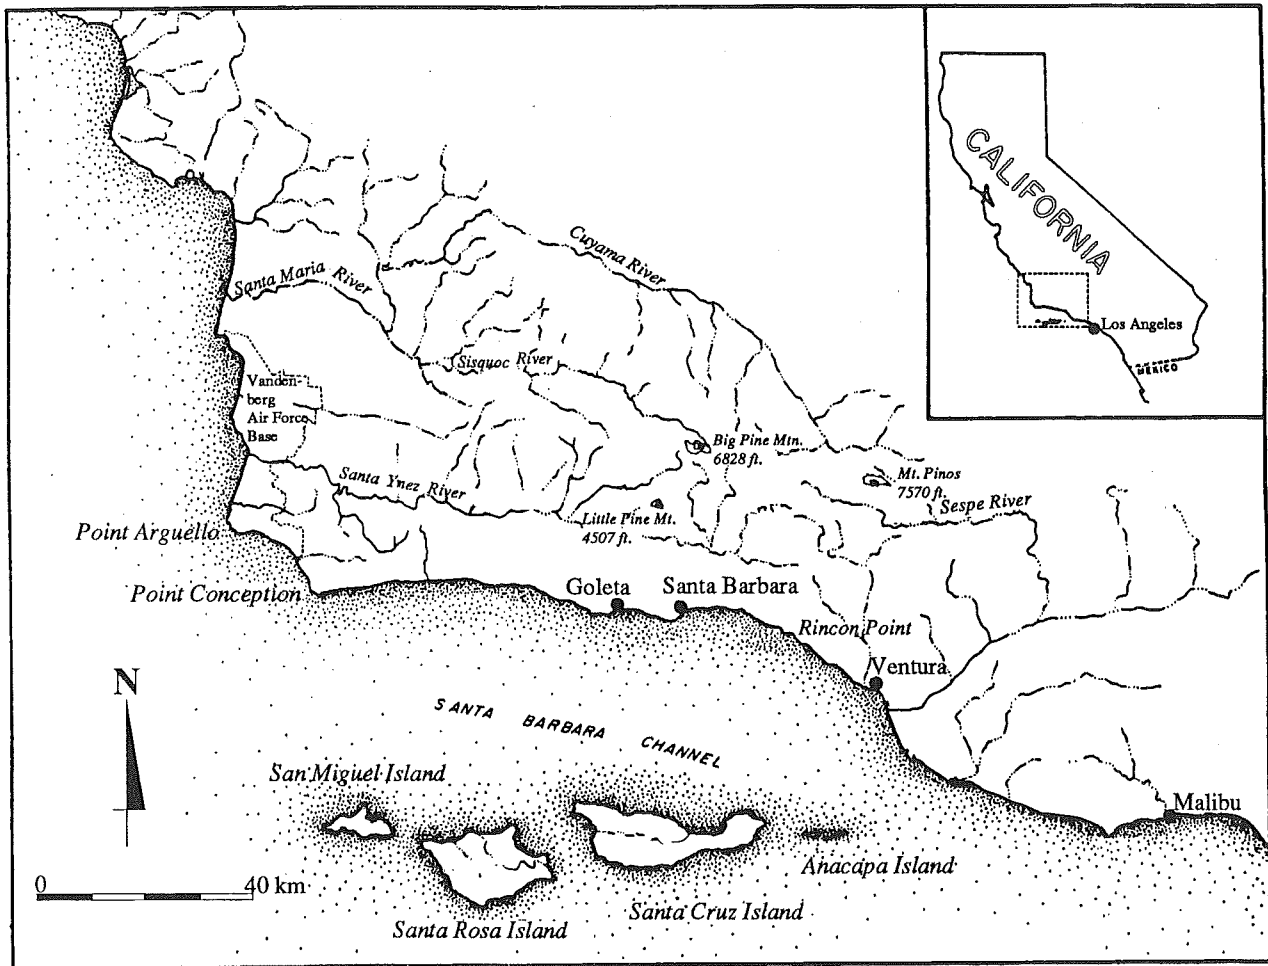 CALIFORNIA
Los Angeles
MEXICO
Cuyama River
Santa Maria River
Sisquoc River
Vanden-
berg
Air Force
Base
Big Pine Mtn.
6828 ft.
Mt. Pinos
7570 ft.
Santa Ynez River
Sespe River
Little Pine Mt.
4507 ft.
Point Arguello
Point Conception
Goleta
Santa Barbara
Rincon Point
Ventura
N
SANTA BARBARA CHANNEL
San Miguel Island
Malibu
Anacapa Island
0 40 km
Santa Cruz Island
Santa Rosa Island